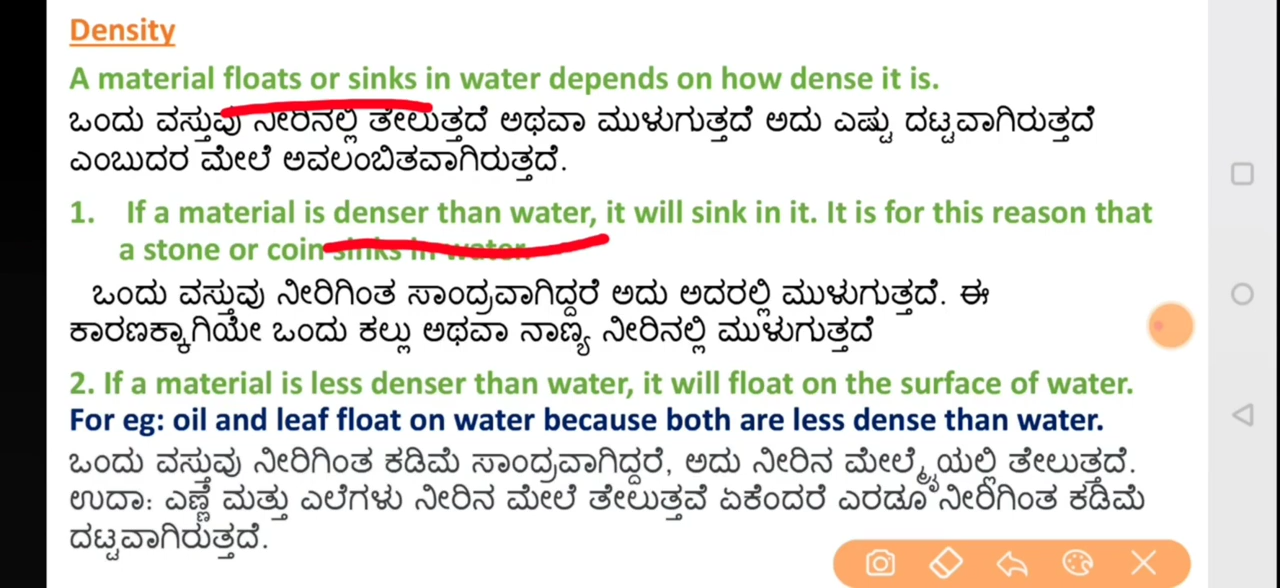 Density
A material floats or sinks in water depends on how dense it is.
ಒಂದು ವಸ್ತುವು ನೀರಿನಲ್ಲಿ ತೇಲುತ್ತದೆ ಅಥವಾ ಮುಳುಗುತ್ತದೆ ಅದು ಎಷ್ಟು ದಟ್ಟವಾಗಿರುತ್ತದೆ
ಎಂಬುದರ ಮೇಲೆ ಅವಲಂಬಿತವಾಗಿರುತ್ತದೆ.
1. If a material is denser than water, it will sink in it. It is for this reason that
a stone or coin sinks in water.
ಒಂದು ವಸ್ತುವು ನೀರಿಗಿಂತ ಸಾಂದ್ರವಾಗಿದ್ದರೆ ಅದು ಅದರಲ್ಲಿ ಮುಳುಗುತ್ತದೆ. ಈ
ಕಾರಣಕ್ಕಾಗಿಯೇ ಒಂದು ಕಲ್ಲು ಅಥವಾ ನಾಣ್ಯ ನೀರಿನಲ್ಲಿ ಮುಳುಗುತ್ತದೆ
2. If a material is less denser than water, it will float on the surface of water.
For eg: oil and leaf float on water because both are less dense than water.
ಒಂದು ವಸ್ತುವು ನೀರಿಗಿಂತ ಕಡಿಮೆ ಸಾಂದ್ರವಾಗಿದ್ದರೆ, ಅದು ನೀರಿನ ಮೇಲ್ಮೈಯಲ್ಲಿ ತೇಲುತ್ತದೆ.
ಉದಾ: ಎಣ್ಣೆ ಮತ್ತು ಎಲೆಗಳು ನೀರಿನ ಮೇಲೆ ತೇಲುತ್ತವೆ ಏಕೆಂದರೆ ಎರಡೂ ನೀರಿಗಿಂತ ಕಡಿಮೆ
ದಟ್ಟವಾಗಿರುತ್ತದೆ.